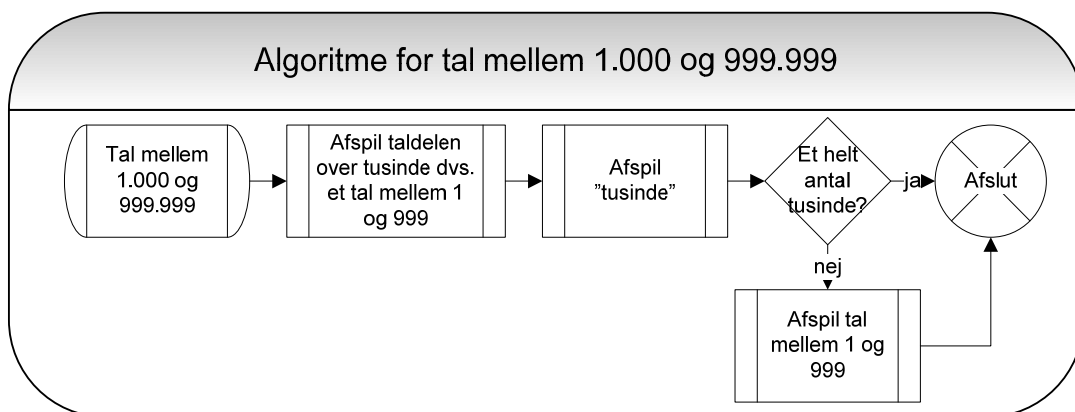 Algoritme for tal mellem 1.000 og 999.999
Tal mellem
1.000 og
999.999
Afspil taldelen
over tusinde dvs.
et tal mellem 1
og 999
Afspil
”tusinde”
Et helt
antal
tusinde?
ja
Afslut
nej
Afspil tal
mellem 1 og
999